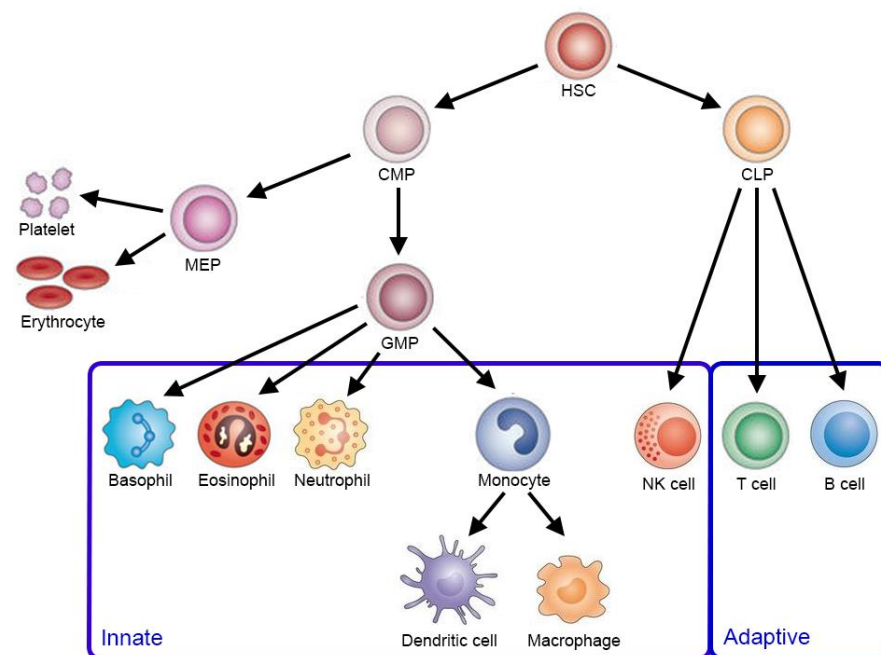 HSC
CMP
CLP
Platelet
MEP
Erythrocyte
GMP
Basophil
Eosinophil
Neutrophil
Monocyte
NK cell
T cell
B cell
Dendritic cell
Macrophage
Innate
Adaptive